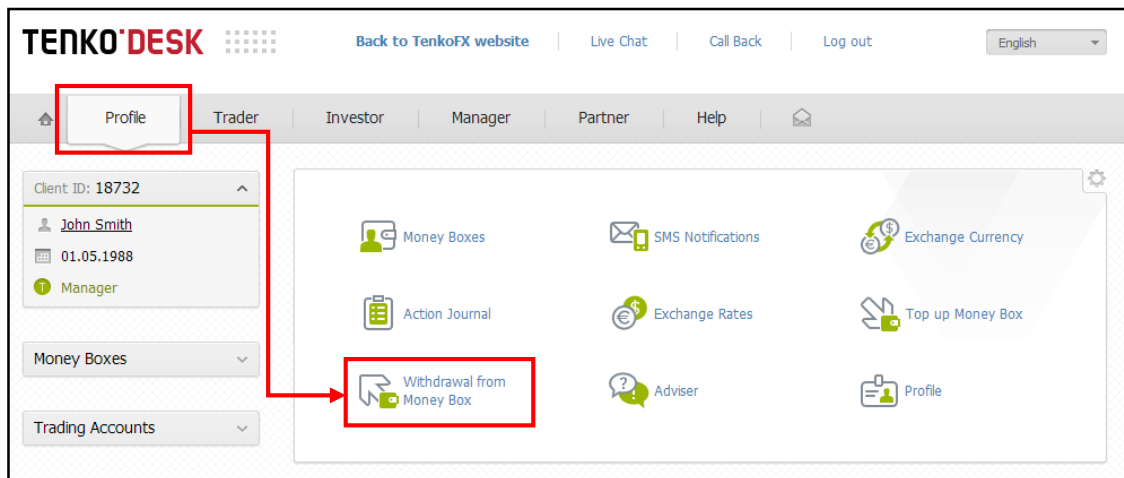 TENKO'DESK
Back to TenkoFX website
Live Chat
Call Back
Log out
English
Profile
Trader
Investor
Manager
Partner
Help
Client ID: 18732
John Smith
01.05.1988
T Manager
Money Boxes
Trading Accounts
Money Boxes
SMS Notifications
Exchange Currency
Action Journal
Exchange Rates
Top up Money Box
Withdrawal from
Money Box
Adviser
Profile